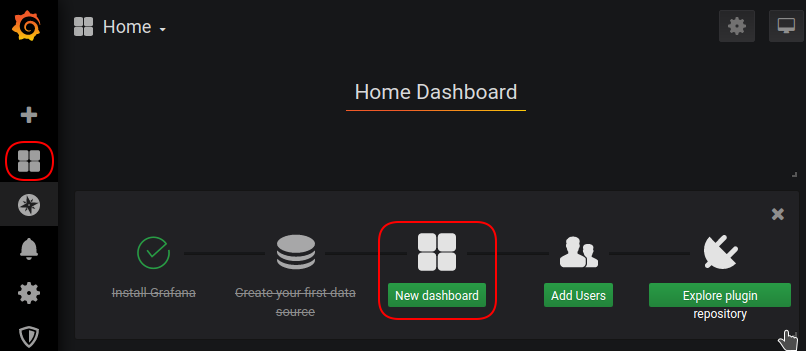 Home
Home Dashboard
Install Grafana
Create your first data
source
New dashboard
Add Users
Explore plugin
repository